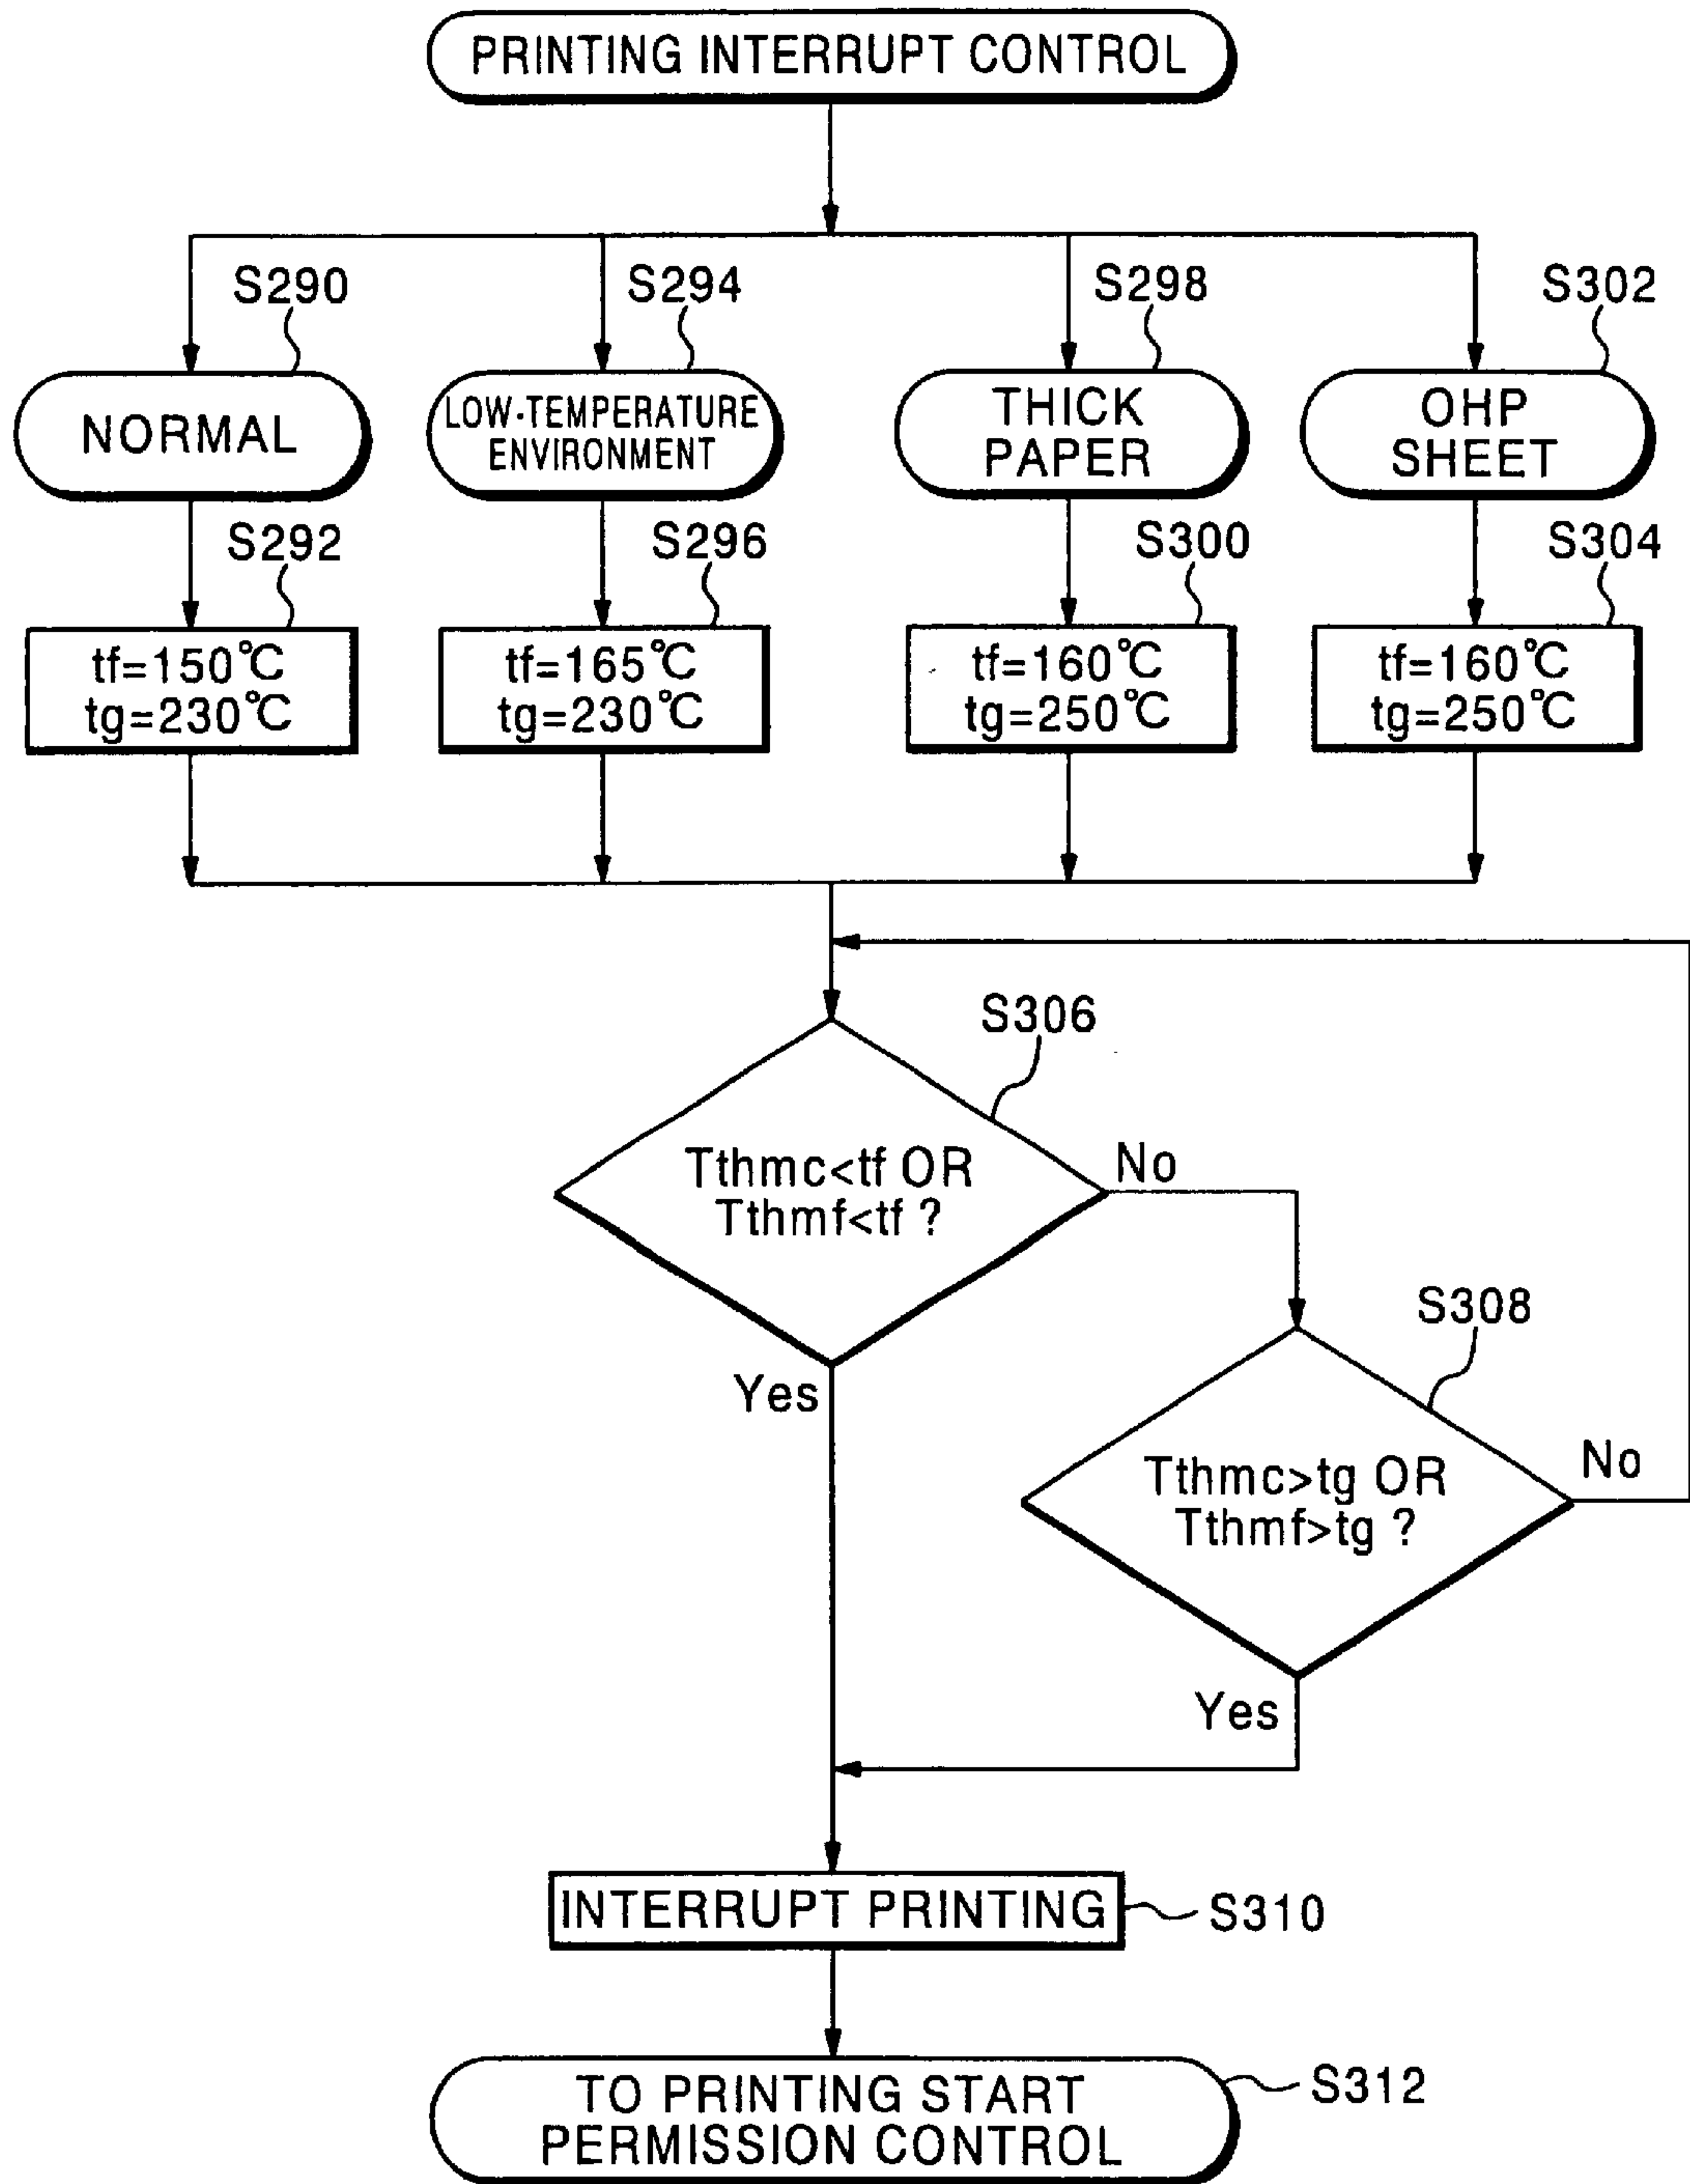 PRINTING INTERRUPT CONTROL
S290
S294
S298
S302
NORMAL
LOW-TEMPERATURE
ENVIRONMENT
THICK
PAPER
OHP
SHEET
S292
S296
S300
S304
tf=150°C
tg=230°C
tf=165°C
tg=230°C
tf=160°C
tg=250°C
tf=160°C
tg=250°C
S306
Tthmc<tf OR
Tthmf<tf ?
No
Yes
S308
Tthmc>tg OR
Tthmf>tg ?
No
Yes
INTERRUPT PRINTING
S310
TO PRINTING START
PERMISSION CONTROL
S312